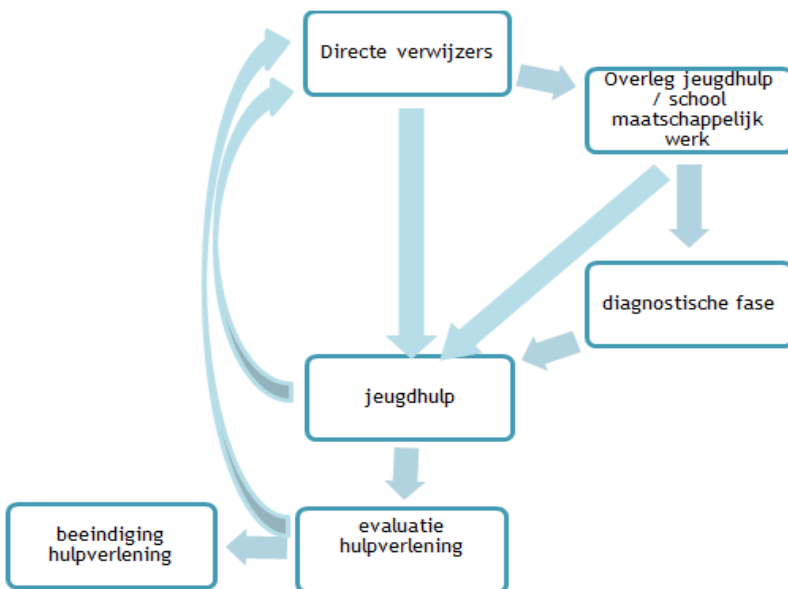 Directe verwijzers
Overleg jeugdhulp
/ school
maatschappelijk
werk
diagnostische fase
jeugdhulp
evaluatie
hulpverlening
beeindiging
hulpverlening